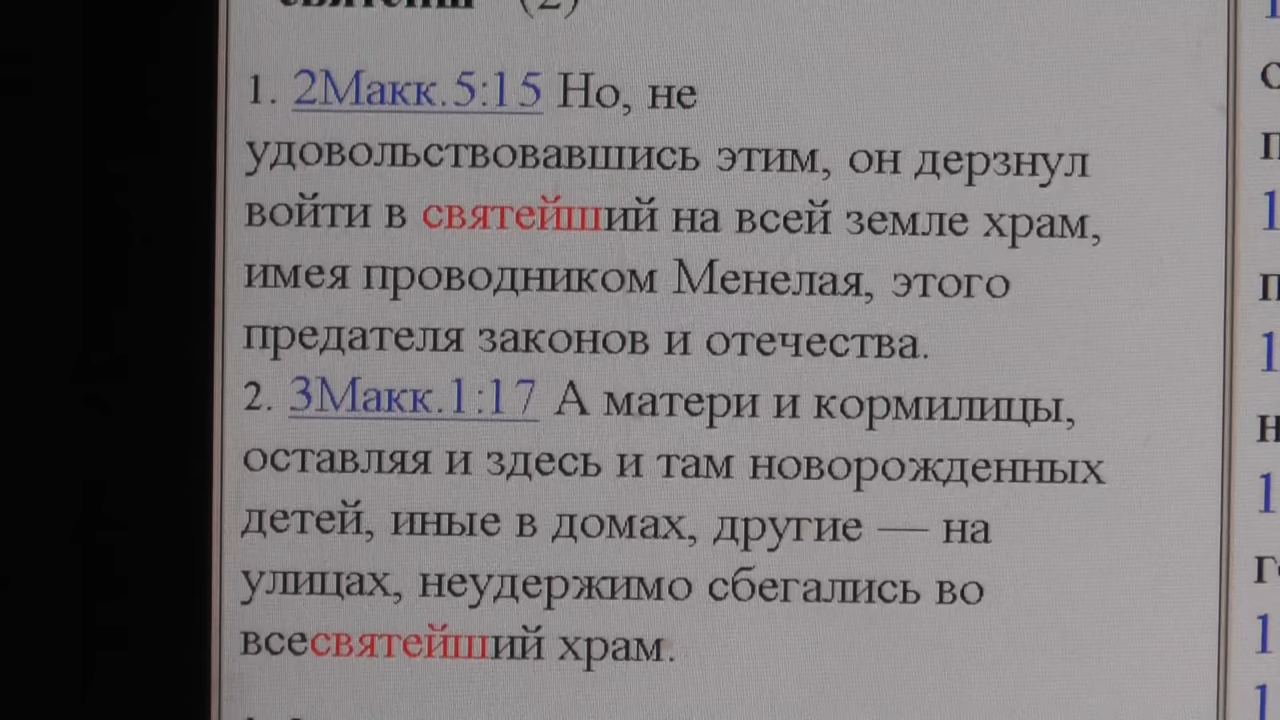 святейш (2)
1. 2Макк.5:15 Но, не
удовольствовавшись этим, он дерзнул
войти в святейший на всей земле храм,
имея проводником Менелая, этого
предателя законов и отечества.
2. 3Макк.1:17 А матери и кормилицы,
оставляя и здесь и там новорожденных
детей, иные в домах, другие — на
улицах, неудержимо сбегались во
всесвятейший храм.